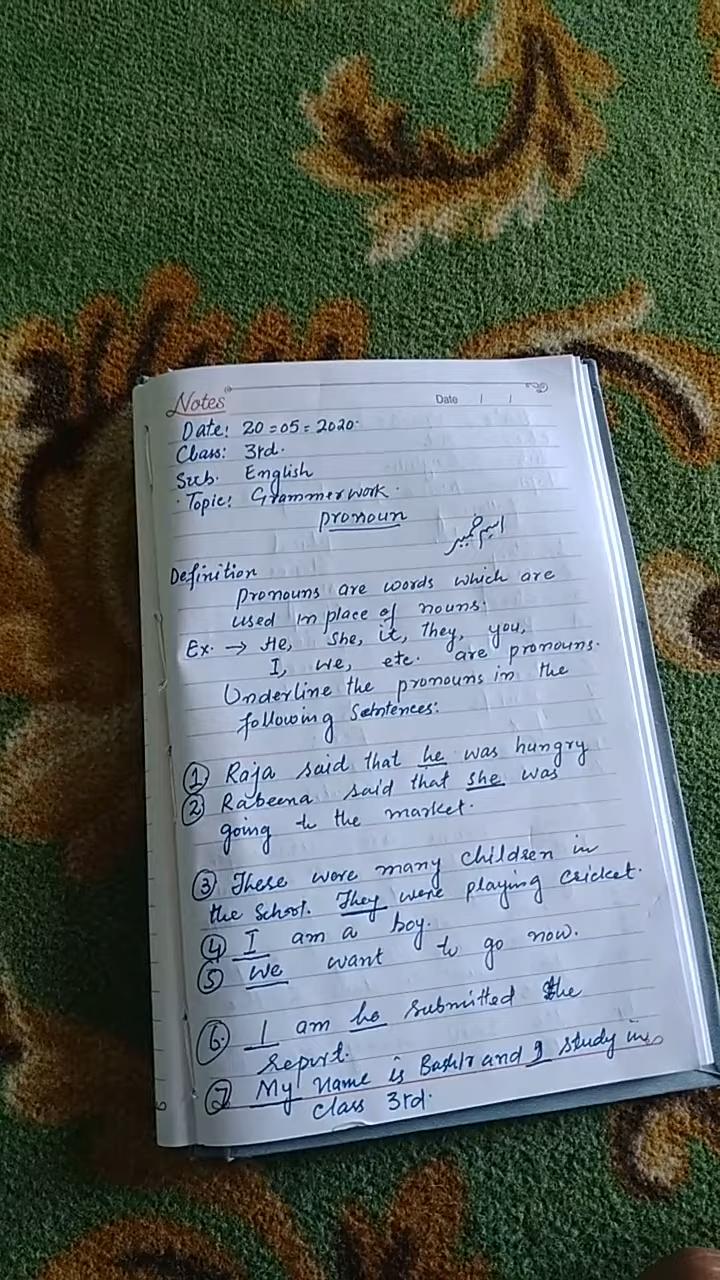 Notes
Date / /
Date: 20=05=2020.
Class: 3rd.
Sub. English
Topic: Grammer work.
Pronoun
اسم ضمیر
Definition
Pronouns are words which are
used in place of nouns.
Ex. → He, She, it, They, you,
I, we, etc. are pronouns.
Underline the pronouns in the
following Sentences:
① Raja said that he was hungry
② Rabeena said that she was
going to the market.
③ There were many children in
the School. They were playing cricket.
④ I am a boy.
⑤ We want to go now.
⑥ I am he submitted the
report.
⑦ My name is Bashir and I study in
class 3rd.